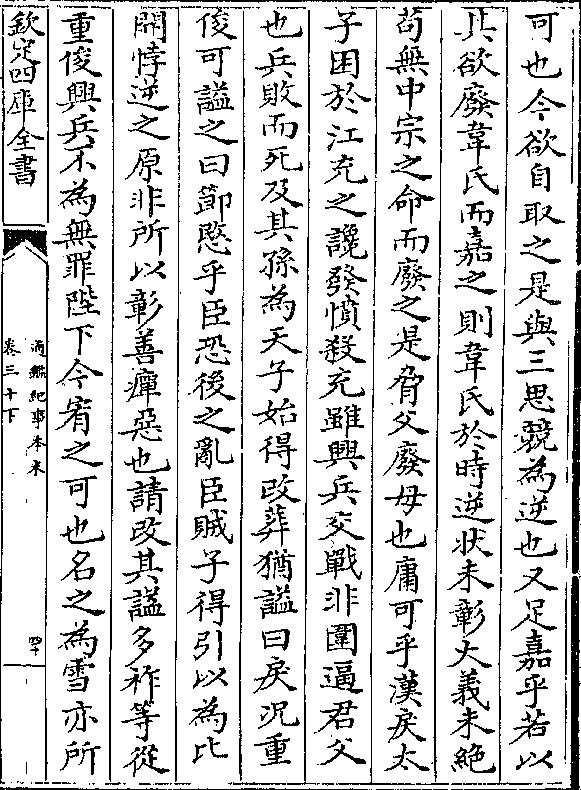 可也今欲自取之是與三思競為逆也又足嘉乎若以
其欲廢韋氏而嘉之則韋氏於時逆狀未彰大義未絶
苟無中宗之命而廢之是脅父廢母也庸可乎漢戾太
子困於江充之讒發憤殺充雖興兵交戰非圍逼君父
也兵敗而死及其孫為天子始得改葬猶諡曰戾況重
俊可謚之曰節愍乎臣恐後之亂臣賊子得引以為比
開悖逆之原非所以彰善癉惡也請改其謚多祚等從
重俊興兵不為無罪陛下今宥之可也名之為雪亦所
欽定四庫全書
通鑑紀事本末
卷三十下
四十